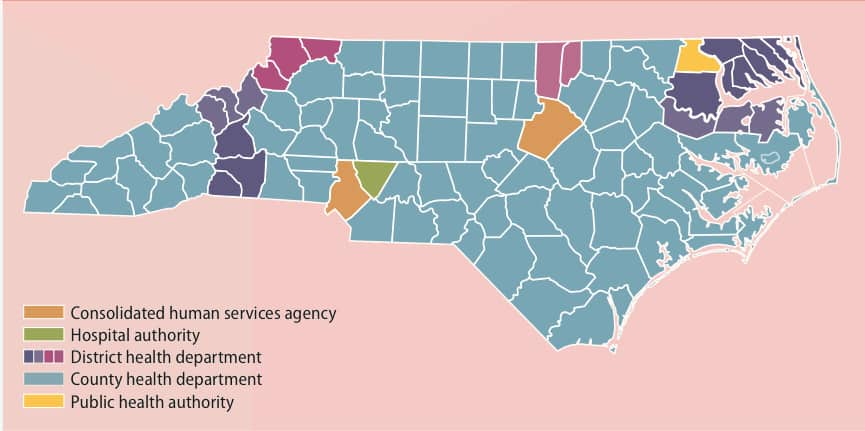 Consolidated human services agency
Hospital authority
District health department
County health department
Public health authority